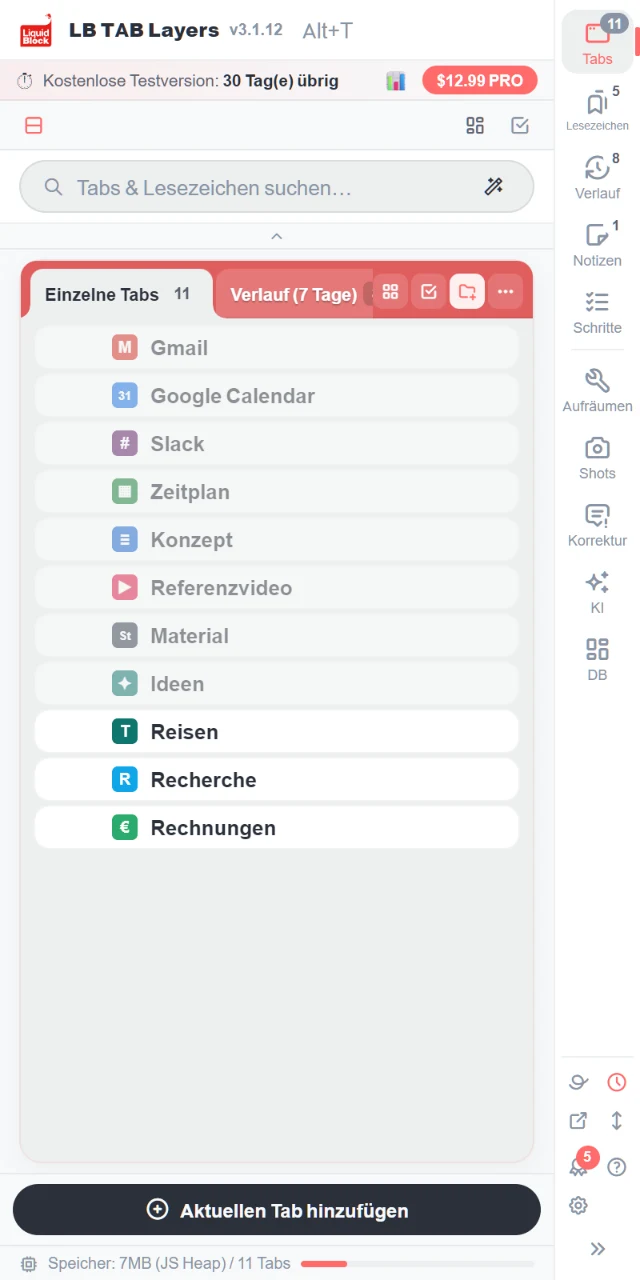 Liquid Block
LB TAB Layers v3.1.12 Alt+T
Kostenlose Testversion: 30 Tag(e) übrig
$12.99 PRO
Tabs & Lesezeichen suchen…
Einzelne Tabs 11
Verlauf (7 Tage)
M Gmail
31 Google Calendar
# Slack
Zeitplan
Konzept
Referenzvideo
St Material
Ideen
T Reisen
R Recherche
€ Rechnungen
Aktuellen Tab hinzufügen
Speicher: 7MB (JS Heap) / 11 Tabs
11
Tabs
5
Lesezeichen
8
Verlauf
1
Notizen
Schritte
Aufräumen
Shots
Korrektur
KI
DB
5